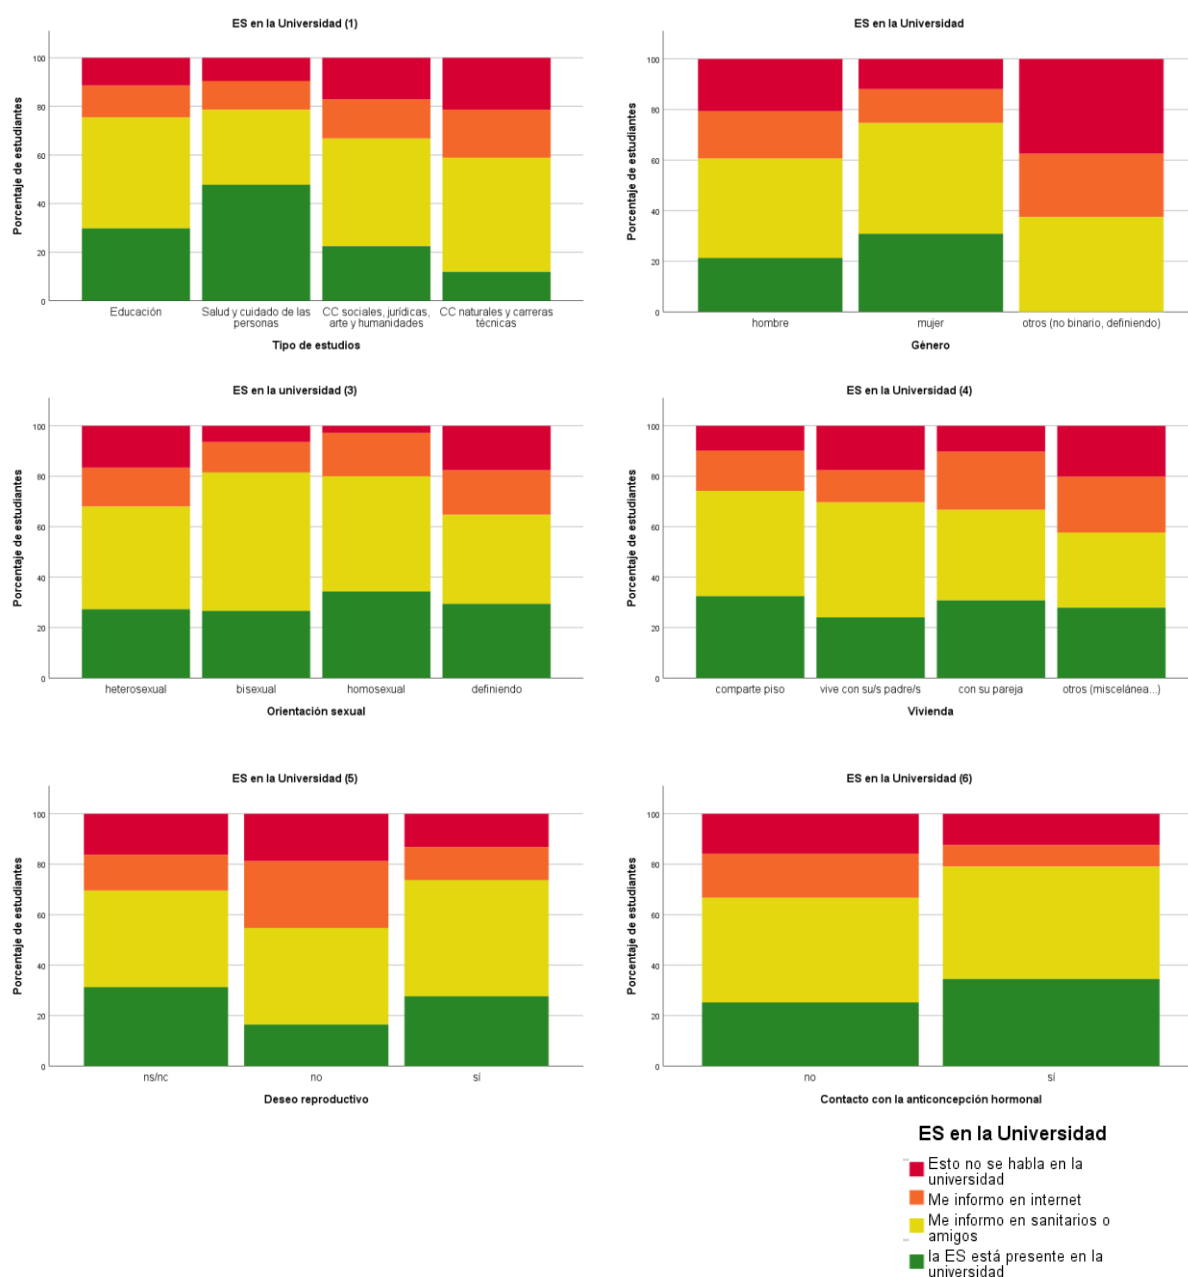 ES en la Universidad (1)
Porcentaje de estudiantes
100
80
60
40
20
0
Educación
Salud y cuidado de las
personas
CC sociales, jurídicas,
arte y humanidades
CC naturales y carreras
técnicas
Tipo de estudios
ES en la Universidad
Porcentaje de estudiantes
100
80
60
40
20
0
hombre
mujer
otros (no binario, definiendo)
Género
ES en la universidad (3)
Porcentaje de estudiantes
100
80
60
40
20
0
heterosexual
bisexual
homosexual
definiendo
Orientación sexual
ES en la Universidad (4)
Porcentaje de estudiantes
100
80
60
40
20
0
comparte piso
vive con su/s padre/s
con su pareja
otros (miscelánea...)
Vivienda
ES en la Universidad (5)
Porcentaje de estudiantes
100
80
60
40
20
0
ns/nc
no
sí
Deseo reproductivo
ES en la Universidad (6)
Porcentaje de estudiantes
100
80
60
40
20
0
no
sí
Contacto con la anticoncepción hormonal
ES en la Universidad
Esto no se habla en la
universidad
Me informo en internet
Me informo en sanitarios o
amigos
la ES está presente en la
universidad